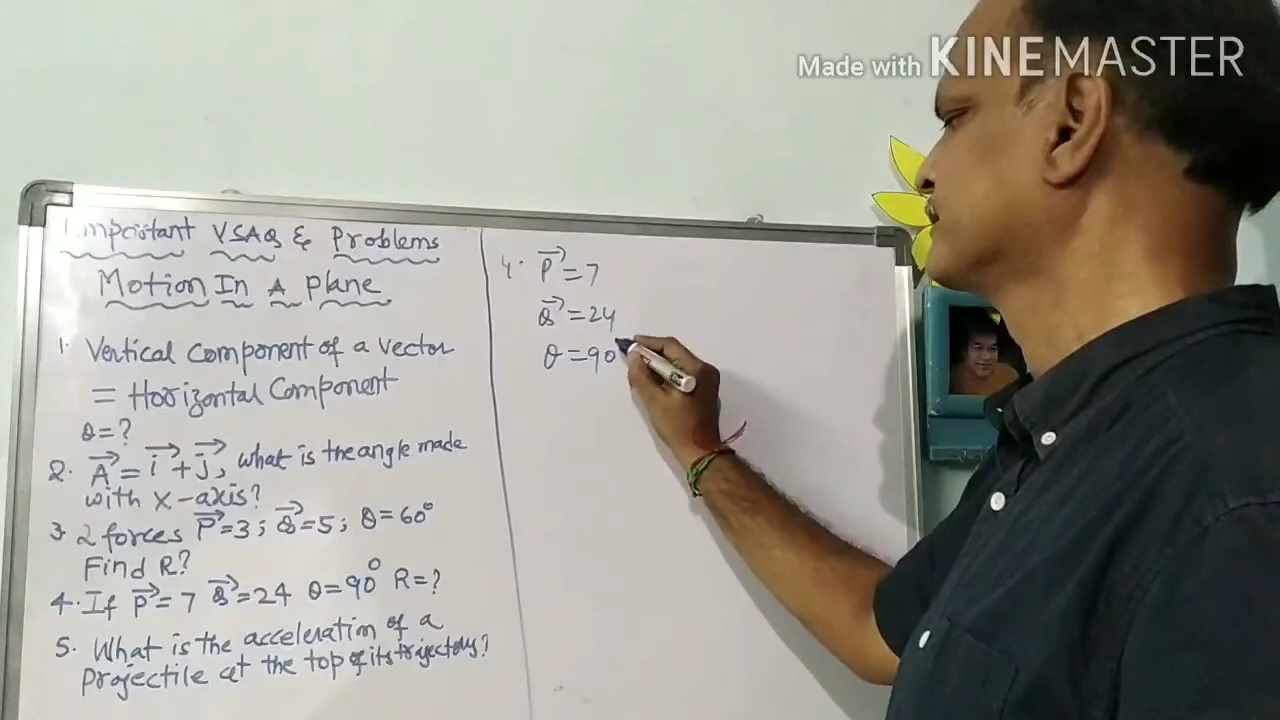 Made with KINEMASTER
Important VSAQ & Problems
Motion In A plane
1. Vertical Component of a vector
= Horizontal Component
θ=?
2. A⃗ = i⃗ + j⃗, what is the angle made
with x-axis?
3. 2 forces P⃗=3; Q⃗=5; θ=60°
Find R?
4. If P⃗=7 Q⃗=24 θ=90° R=?
5. What is the acceleration of a
projectile at the top of its trajectory?
4. P⃗=7
Q⃗=24
θ=90